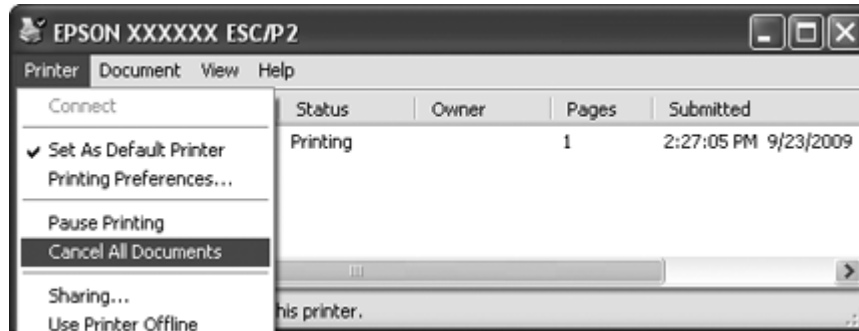 EPSON XXXXXX ESC/P2
Printer Document View Help
Connect
Set As Default Printer
Printing Preferences...
Pause Printing
Cancel All Documents
Sharing...
Use Printer Offline
Status Owner Pages Submitted
Printing 1 2:27:05 PM 9/23/2009
his printer.